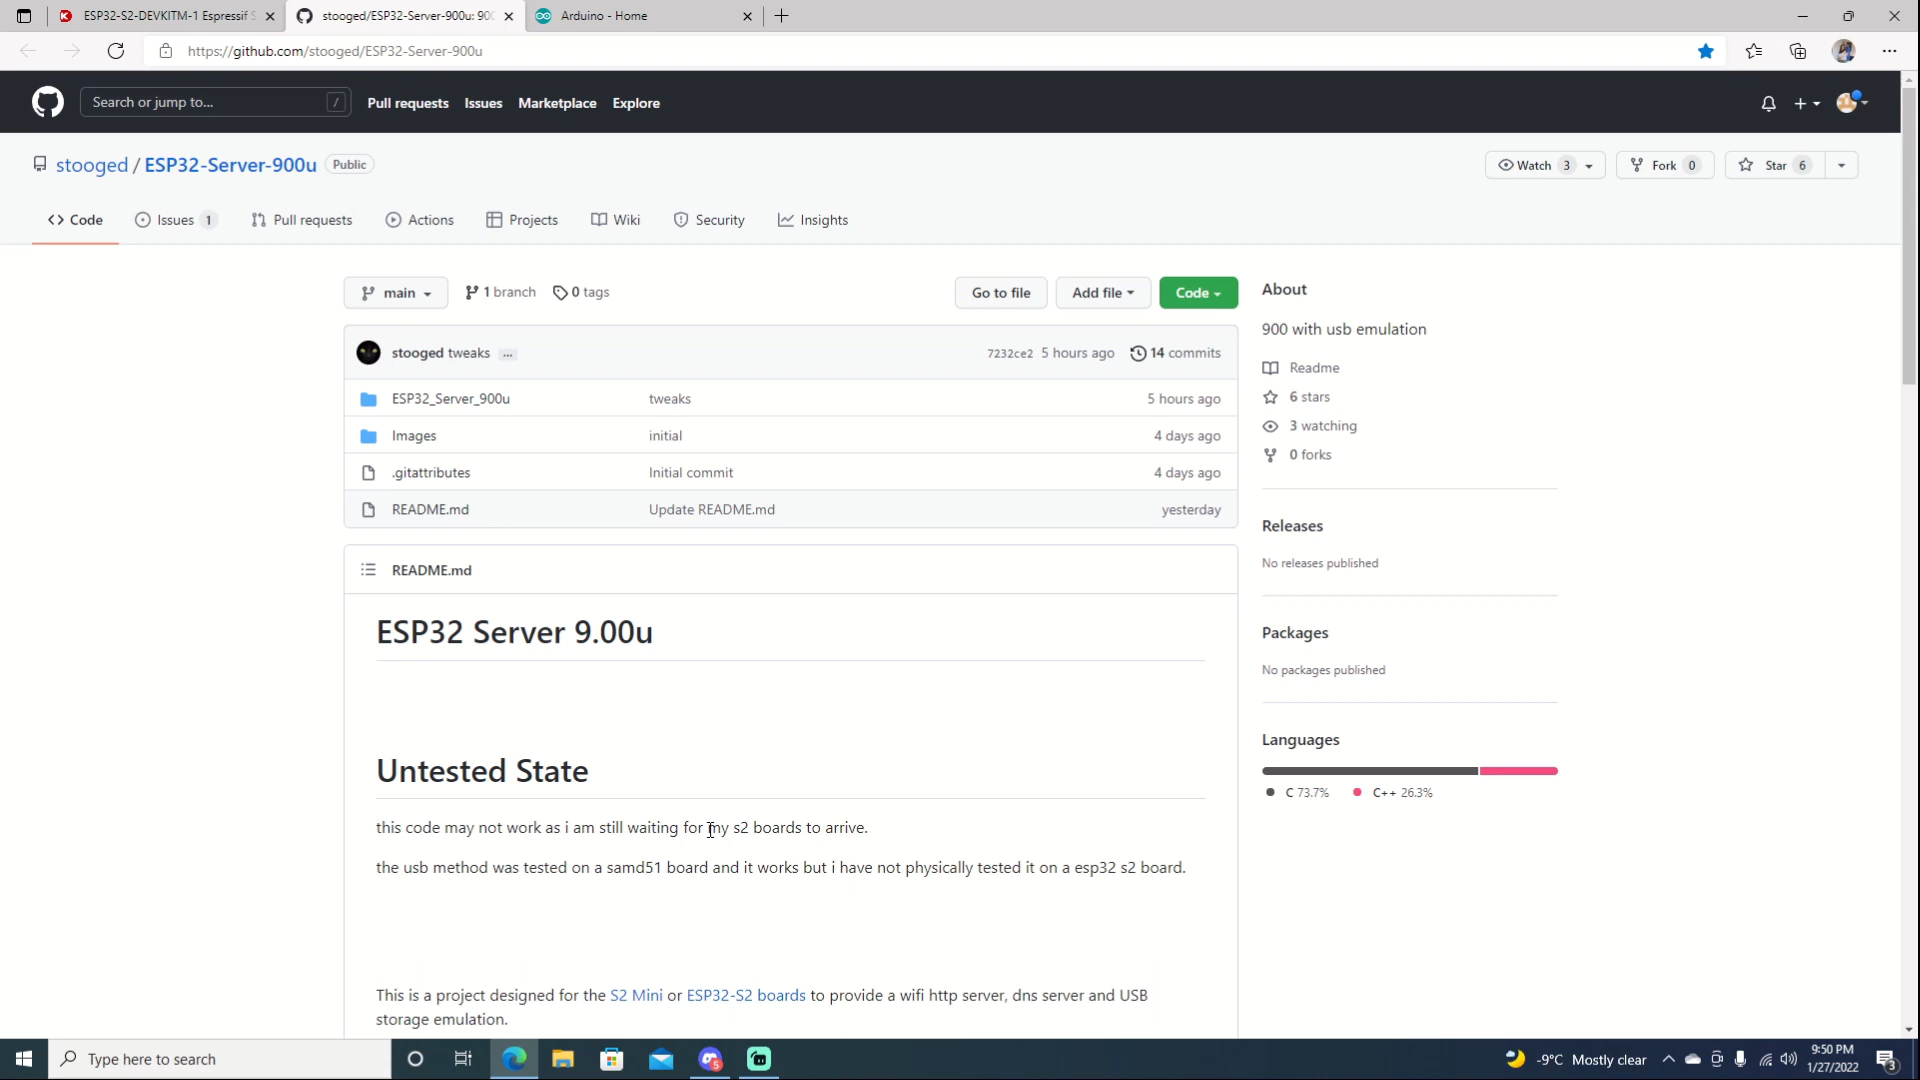 ESP32-S2-DEVKITM-1 Espressif S
stooged/ESP32-Server-900u: 900
Arduino - Home
https://github.com/stooged/ESP32-Server-900u
Search or jump to...
/
Pull requests
Issues
Marketplace
Explore
stooged / ESP32-Server-900u
Public
Watch 3
Fork 0
Star 6
Code
Issues 1
Pull requests
Actions
Projects
Wiki
Security
Insights
main
1 branch
0 tags
Go to file
Add file
Code
stooged tweaks ...
7232ce2 5 hours ago
14 commits
ESP32_Server_900u tweaks 5 hours ago
Images initial 4 days ago
.gitattributes Initial commit 4 days ago
README.md Update README.md yesterday
README.md
ESP32 Server 9.00u
Untested State
this code may not work as i am still waiting for my s2 boards to arrive.
the usb method was tested on a samd51 board and it works but i have not physically tested it on a esp32 s2 board.
This is a project designed for the S2 Mini or ESP32-S2 boards to provide a wifi http server, dns server and USB
storage emulation.
About
900 with usb emulation
Readme
6 stars
3 watching
0 forks
Releases
No releases published
Packages
No packages published
Languages
C 73.7%
C++ 26.3%
Type here to search
5
-9°C Mostly clear
9:50 PM
1/27/2022
3